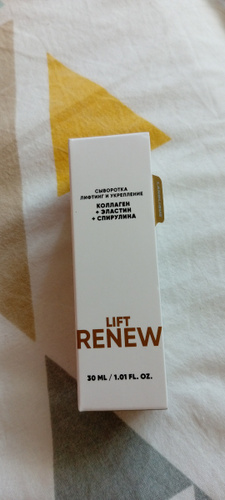 СЫВОРОТКА
ЛИФТИНГ И УКРЕПЛЕНИЕ
КОЛЛАГЕН
+ ЭЛАСТИН
+ СПИРУЛИНА
LIFT
RENEW
30 ML / 1.01 FL. OZ.